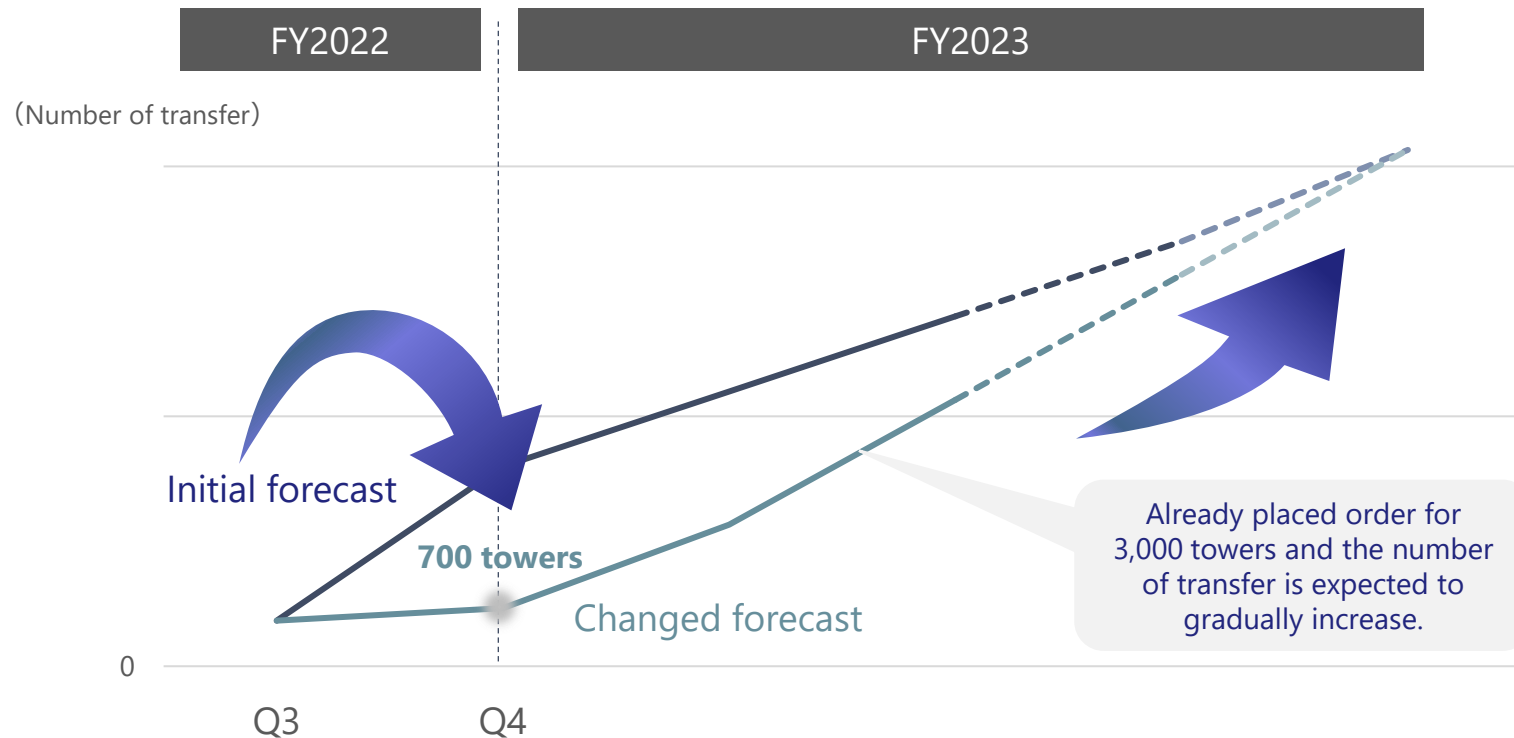 FY2022
FY2023
（Number of transfer）
Initial forecast
700 towers
Changed forecast
Already placed order for
3,000 towers and the number
of transfer is expected to
gradually increase.
0
Q3
Q4